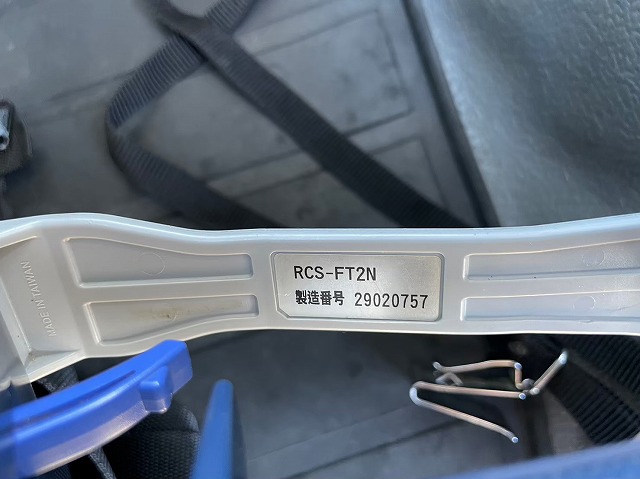 MADE IN TAIWAN
RCS-FT2N
製造番号 29020757